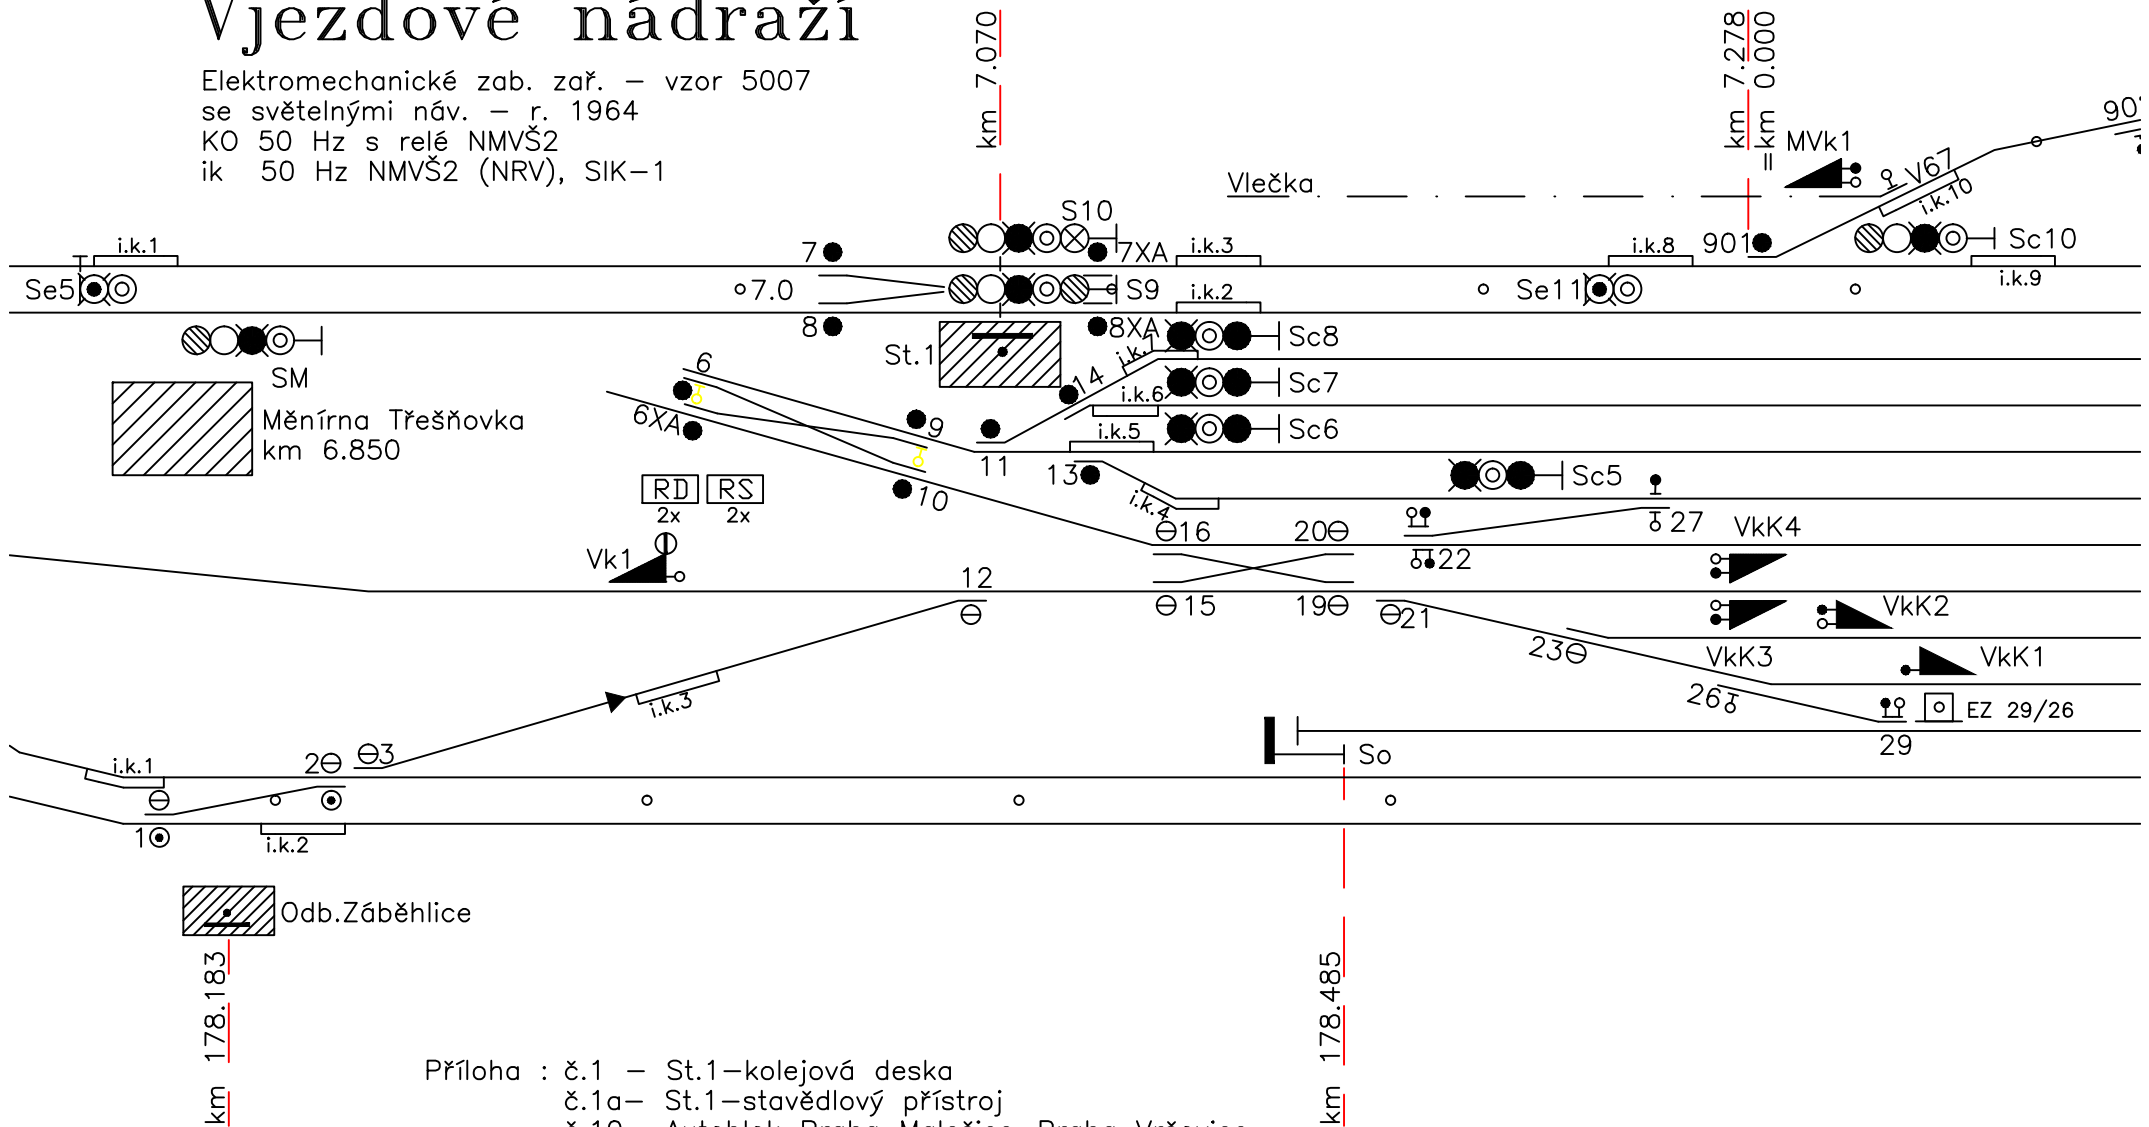 Vjezdové nádraží
Elektromechanické zab. zař. – vzor 5007
se světelnými náv. – r. 1964
KO 50 Hz s relé NMVŠ2
ik 50 Hz NMVŠ2 (NRV), SIK–1
km 7.070
km 7.278
=km 0.000
MVk1
V67
i.k.10
Vlečka
S10
i.k.1
7
7XA
i.k.3
i.k.8
901
Sc10
i.k.9
Se5
7.0
S9
i.k.2
Se11
8
8XA
Sc8
St.1
SM
6
14
i.k.6
Sc7
Měnírna Třešňovka
km 6.850
6XA
9
11
i.k.5
Sc6
13
RD
RS
2x
2x
10
i.k.4
Sc5
16
20
27
VkK4
Vk1
22
12
15
19
21
VkK2
23
VkK3
VkK1
i.k.3
26
EZ 29/26
29
So
2
3
i.k.1
1
i.k.2
Odb.Záběhlice
km 178.183
km 178.485
Příloha : č.1 – St.1–kolejová deska
č.1a– St.1–stavědlový přístroj